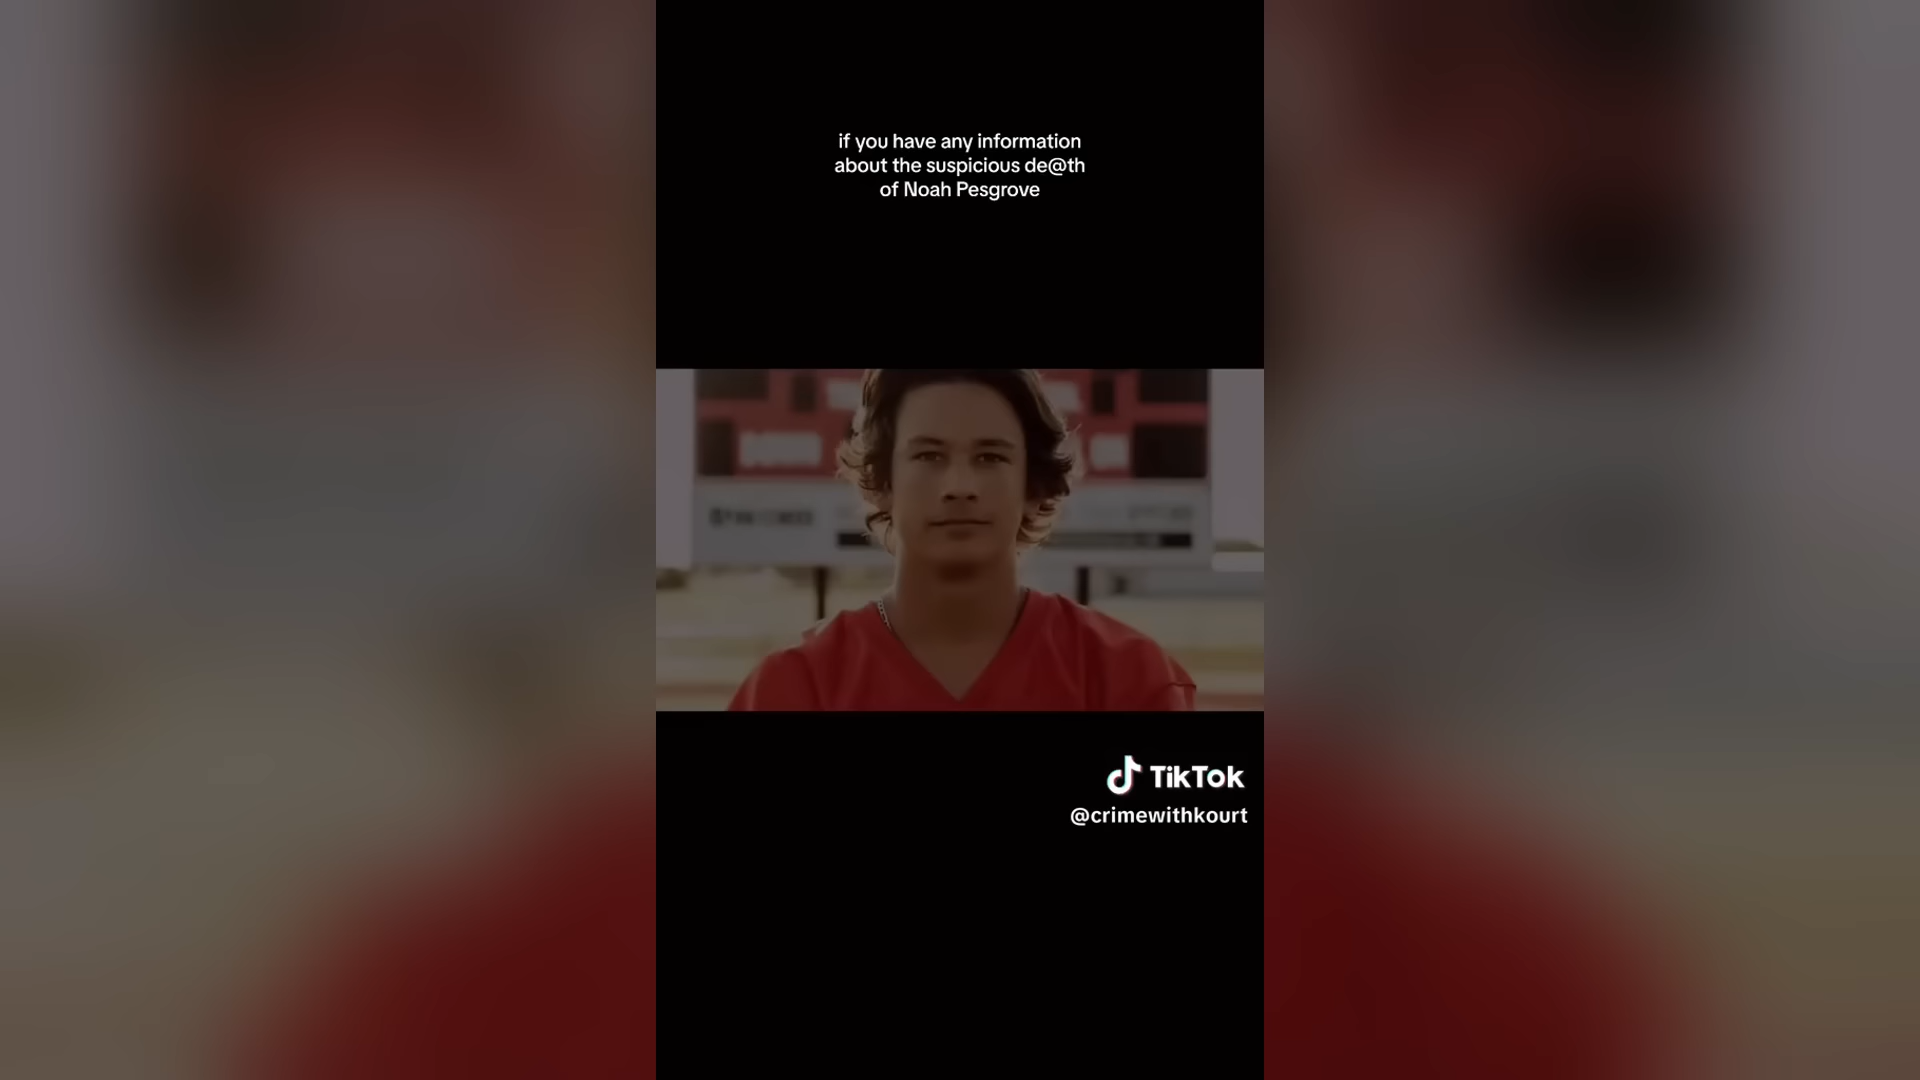 if you have any information
about the suspicious de@th
of Noah Pesgrove
TikTok
@crimewithkourt